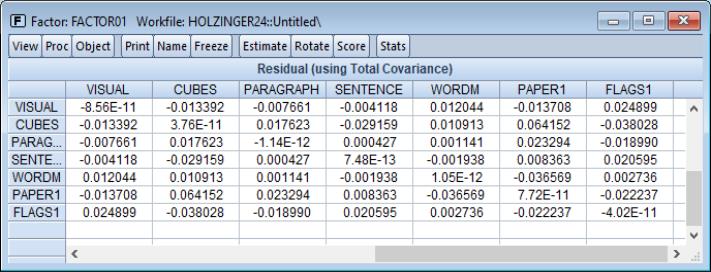 F Factor: FACTOR01 Workfile: HOLZINGER24::Untitled\
View Proc Object Print Name Freeze Estimate Rotate Score Stats
Residual (using Total Covariance)
VISUAL CUBES PARAGRAPH SENTENCE WORDM PAPER1 FLAGS1
VISUAL -8.56E-11 -0.013392 -0.007661 -0.004118 0.012044 -0.013708 0.024899
CUBES -0.013392 3.76E-11 0.017623 -0.029159 0.010913 0.064152 -0.038028
PARAG... -0.007661 0.017623 -1.14E-12 0.000427 0.001141 0.023294 -0.018990
SENTE... -0.004118 -0.029159 0.000427 7.48E-13 -0.001938 0.008363 0.020595
WORDM 0.012044 0.010913 0.001141 -0.001938 1.05E-12 -0.036569 0.002736
PAPER1 -0.013708 0.064152 0.023294 0.008363 -0.036569 7.72E-11 -0.022237
FLAGS1 0.024899 -0.038028 -0.018990 0.020595 0.002736 -0.022237 -4.02E-11